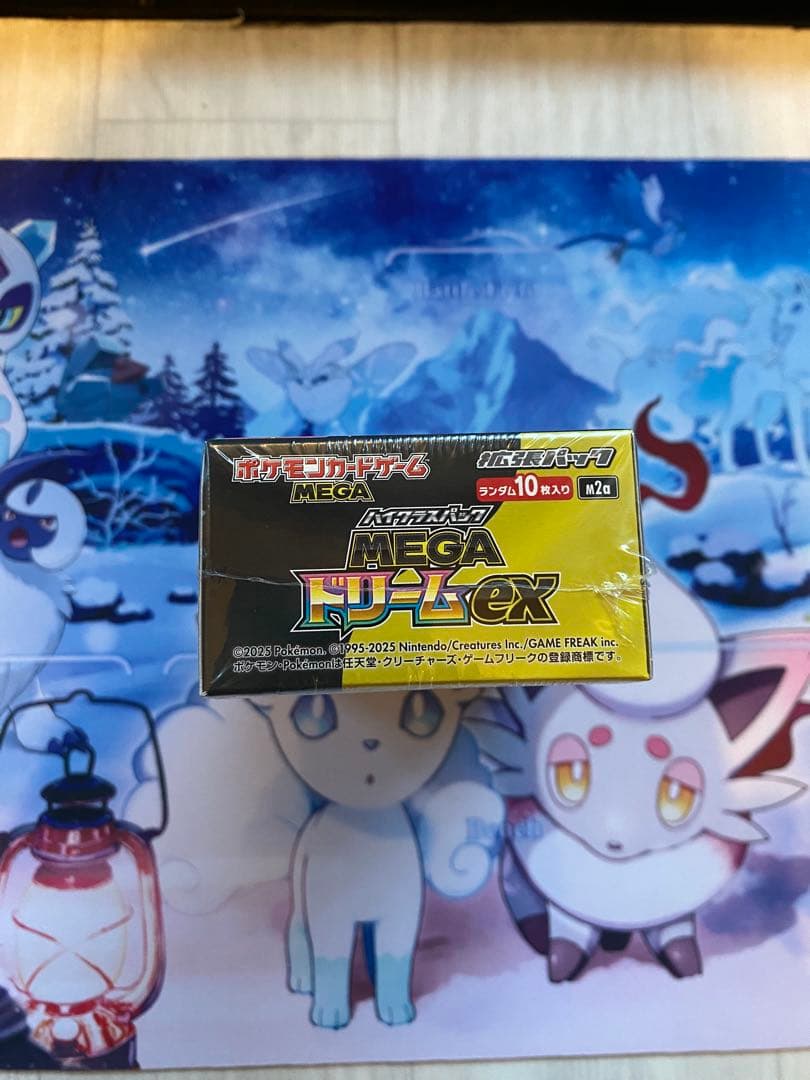 ポケモンカードゲーム
MEGA
拡張パック
ランダム10枚入り
M2a
ハイクラスパック
MEGA
ドリームex
©2025 Pokémon. ©1995-2025 Nintendo/Creatures Inc./GAME FREAK inc.
ポケモン・Pokémonは任天堂・クリーチャーズ・ゲームフリークの登録商標です。
Bench